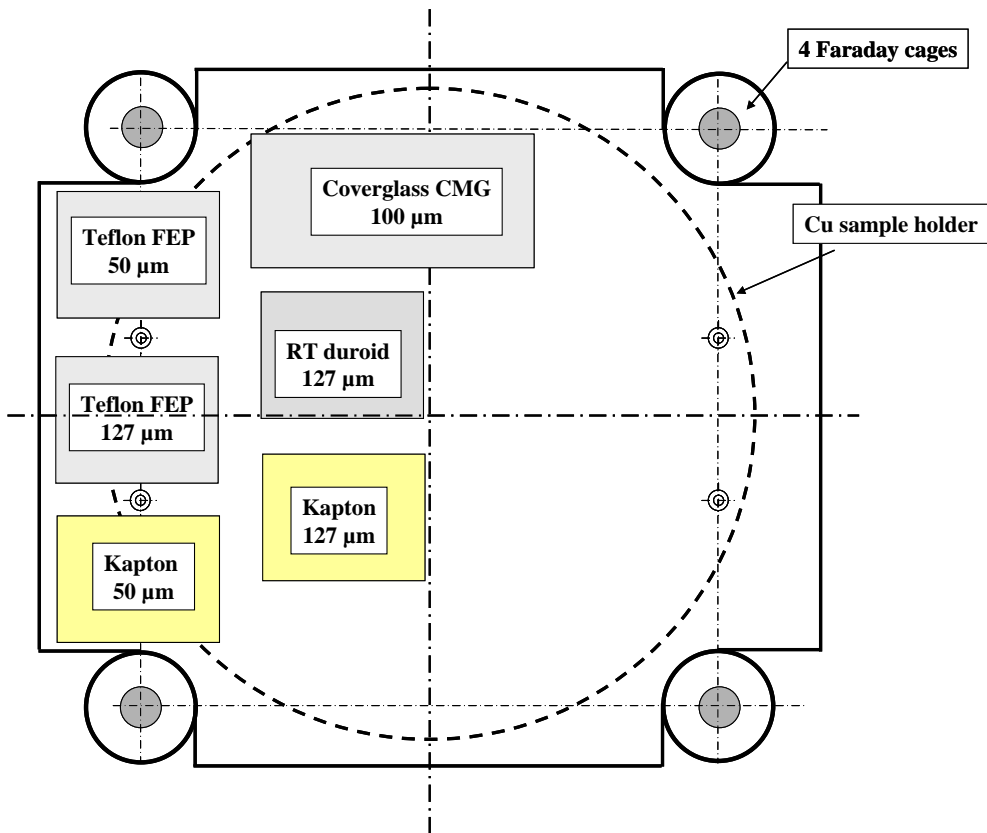 4 Faraday cages
Coverglass CMG
100 µm
Teflon FEP
50 µm
Cu sample holder
RT duroid
127 µm
Teflon FEP
127 µm
Kapton
127 µm
Kapton
50 µm